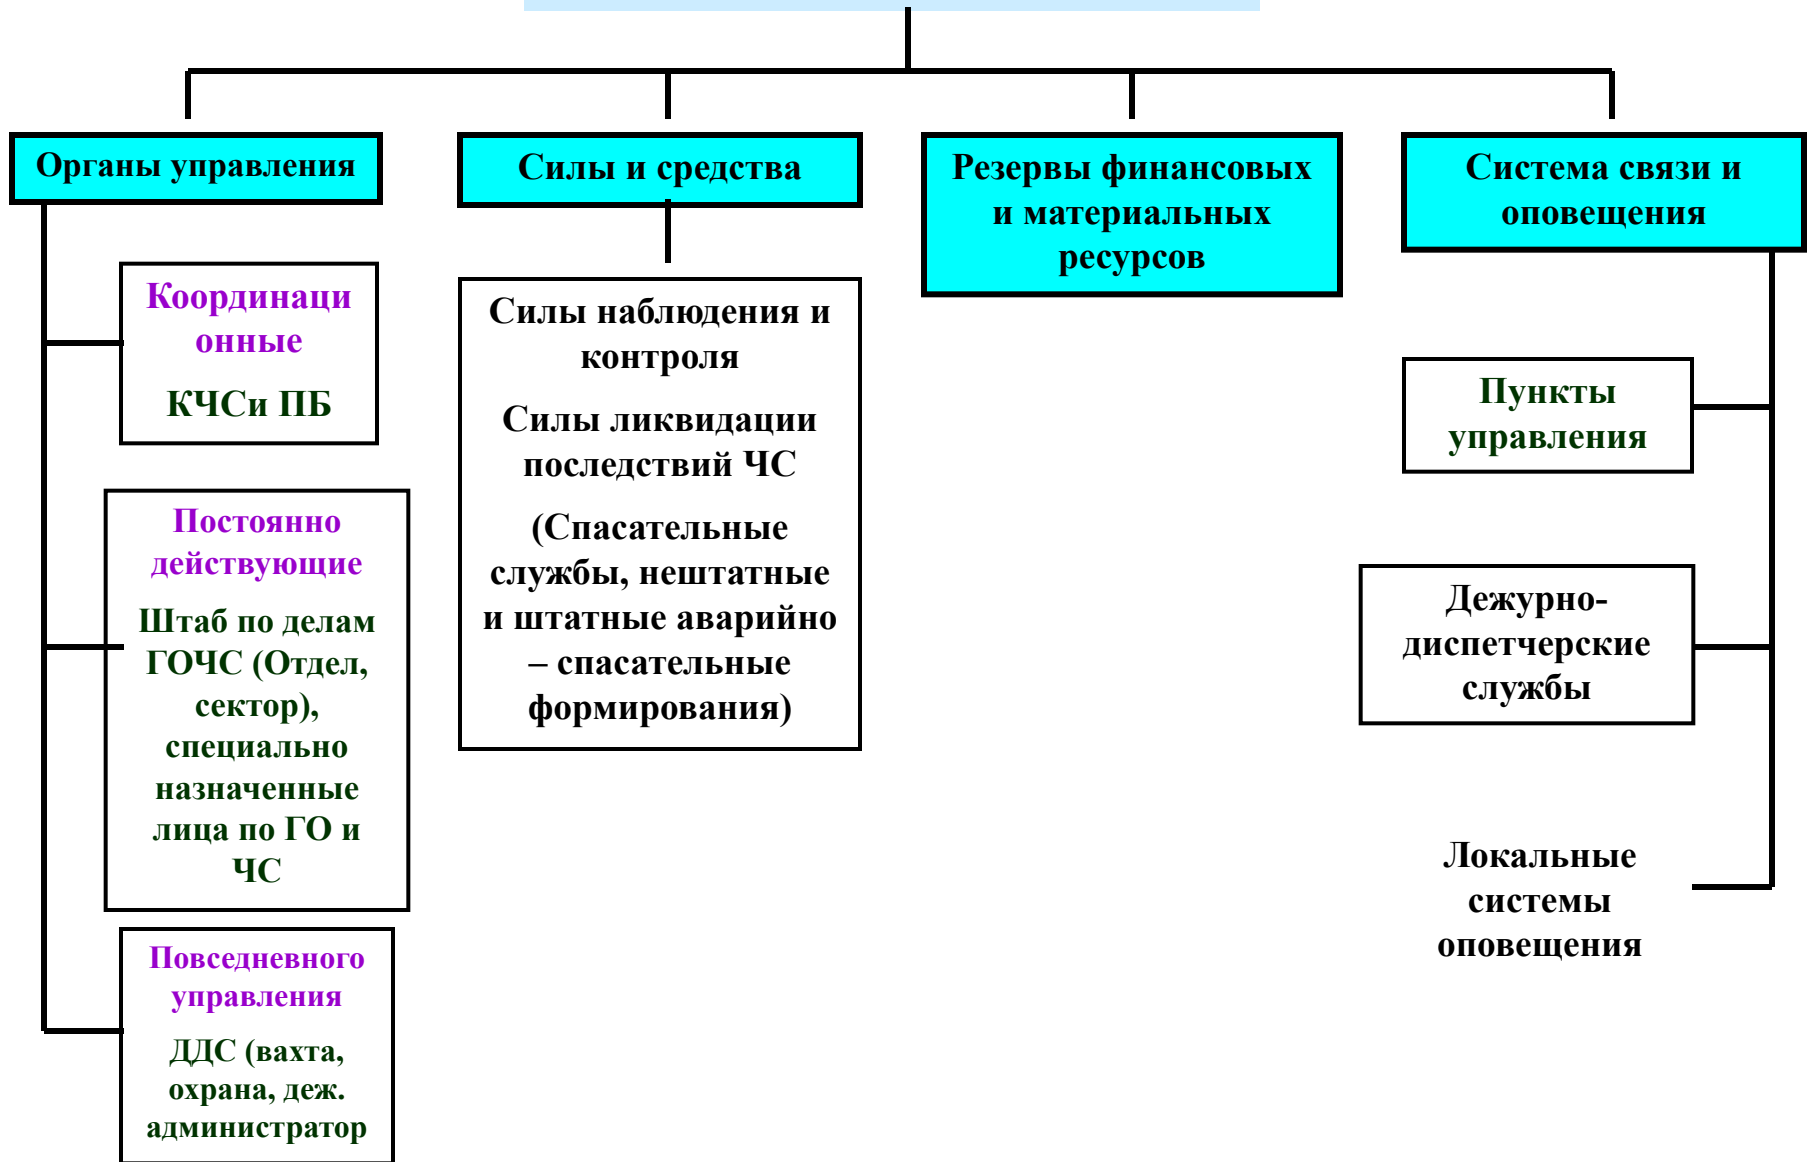 Органы управления
Силы и средства
Резервы финансовых
и материальных
ресурсов
Система связи и
оповещения
Координаци
онные
КЧСи ПБ
Постоянно
действующие
Штаб по делам
ГОЧС (Отдел,
сектор),
специально
назначенные
лица по ГО и
ЧС
Повседневного
управления
ДДС (вахта,
охрана, деж.
администратор
Силы наблюдения и
контроля
Силы ликвидации
последствий ЧС
(Спасательные
службы, нештатные
и штатные аварийно
– спасательные
формирования)
Пункты
управления
Дежурно-
диспетчерские
службы
Локальные
системы
оповещения